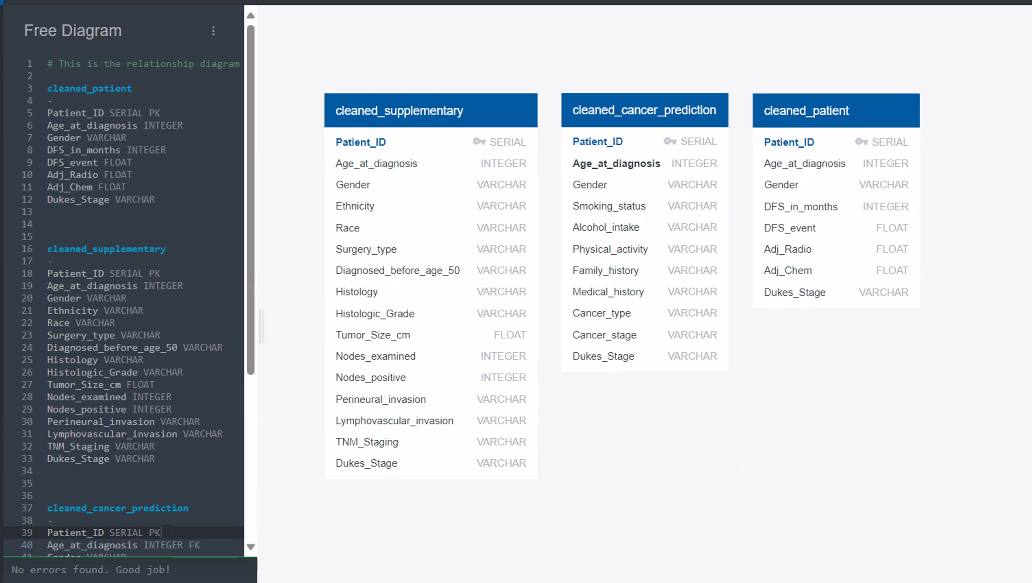 Free Diagram
1 # This is the relationship diagram
2
3 cleaned_patient
4 -
5 Patient_ID SERIAL PK
6 Age_at_diagnosis INTEGER
7 Gender VARCHAR
8 DFS_in_months INTEGER
9 DFS_event FLOAT
10 Adj_Radio FLOAT
11 Adj_Chem FLOAT
12 Dukes_Stage VARCHAR
13
14
15
16 cleaned_supplementary
17 -
18 Patient_ID SERIAL PK
19 Age_at_diagnosis INTEGER
20 Gender VARCHAR
21 Ethnicity VARCHAR
22 Race VARCHAR
23 Surgery_type VARCHAR
24 Diagnosed_before_age_50 VARCHAR
25 Histology VARCHAR
26 Histologic_Grade VARCHAR
27 Tumor_Size_cm FLOAT
28 Nodes_examined INTEGER
29 Nodes_positive INTEGER
30 Perineural_invasion VARCHAR
31 Lymphovascular_invasion VARCHAR
32 TNM_Staging VARCHAR
33 Dukes_Stage VARCHAR
34
35
36
37 cleaned_cancer_prediction
38 -
39 Patient_ID SERIAL PK
40 Age_at_diagnosis INTEGER FK
No errors found. Good job!
cleaned_supplementary
Patient_ID SERIAL
Age_at_diagnosis INTEGER
Gender VARCHAR
Ethnicity VARCHAR
Race VARCHAR
Surgery_type VARCHAR
Diagnosed_before_age_50 VARCHAR
Histology VARCHAR
Histologic_Grade VARCHAR
Tumor_Size_cm FLOAT
Nodes_examined INTEGER
Nodes_positive INTEGER
Perineural_invasion VARCHAR
Lymphovascular_invasion VARCHAR
TNM_Staging VARCHAR
Dukes_Stage VARCHAR
cleaned_cancer_prediction
Patient_ID SERIAL
Age_at_diagnosis INTEGER
Gender VARCHAR
Smoking_status VARCHAR
Alcohol_intake VARCHAR
Physical_activity VARCHAR
Family_history VARCHAR
Medical_history VARCHAR
Cancer_type VARCHAR
Cancer_stage VARCHAR
Dukes_Stage VARCHAR
cleaned_patient
Patient_ID SERIAL
Age_at_diagnosis INTEGER
Gender VARCHAR
DFS_in_months INTEGER
DFS_event FLOAT
Adj_Radio FLOAT
Adj_Chem FLOAT
Dukes_Stage VARCHAR